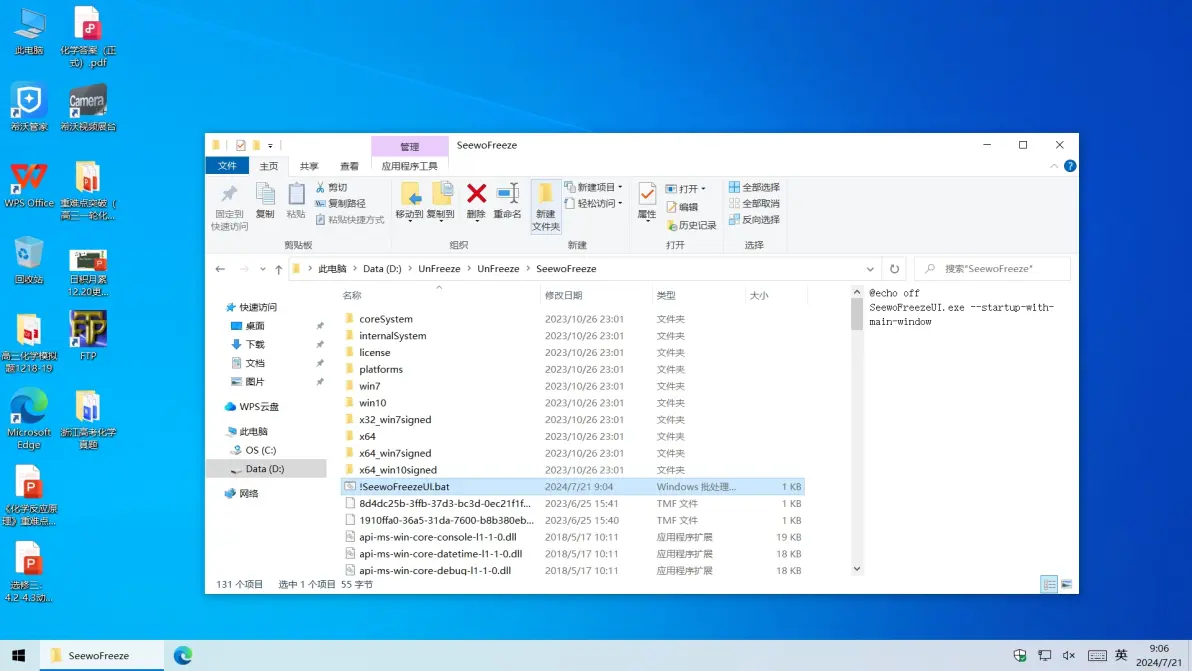 此电脑
化学答案（正
式）.pdf
希沃管家
Camera
希沃视频展台
WPS Office
重难点突破（
高三一轮化...
回收站
日积月累
12.20更...
高三化学模拟
题1218-19
FTP
Microsoft
Edge
浙江高考化学
真题
《化学反应原
理》重难点...
选修三：
4.2-4.3动...
管理
SeewoFreeze
文件
主页
共享
查看
应用程序工具
固定到
快速访问
复制
粘贴
剪切
复制路径
粘贴快捷方式
剪贴板
移动到
复制到
删除
重命名
组织
新建
文件夹
新建项目
轻松访问
新建
属性
打开
编辑
历史记录
打开
全部选择
全部取消
反向选择
选择
此电脑 › Data (D:) › UnFreeze › UnFreeze › SeewoFreeze
搜索"SeewoFreeze"
快速访问
桌面
下载
文档
图片
WPS云盘
此电脑
OS (C:)
Data (D:)
网络
名称 修改日期 类型 大小
coreSystem 2023/10/26 23:01 文件夹
internalSystem 2023/10/26 23:01 文件夹
license 2023/10/26 23:01 文件夹
platforms 2023/10/26 23:01 文件夹
win7 2023/10/26 23:01 文件夹
win10 2023/10/26 23:01 文件夹
x32_win7signed 2023/10/26 23:01 文件夹
x64 2023/10/26 23:01 文件夹
x64_win7signed 2023/10/26 23:01 文件夹
x64_win10signed 2023/10/26 23:01 文件夹
!SeewoFreezeUI.bat 2024/7/21 9:04 Windows 批处理... 1 KB
8d4dc25b-3ffb-37d3-bc3d-0ec21f1f... 2023/6/25 15:41 TMF 文件 1 KB
1910ffa0-36a5-31da-7600-b8b380eb... 2023/6/25 15:40 TMF 文件 1 KB
api-ms-win-core-console-l1-1-0.dll 2018/5/17 10:11 应用程序扩展 19 KB
api-ms-win-core-datetime-l1-1-0.dll 2018/5/17 10:11 应用程序扩展 18 KB
api-ms-win-core-debug-l1-1-0.dll 2018/5/17 10:11 应用程序扩展 18 KB
@echo off
SeewoFreezeUI.exe --startup-with-
main-window
131 个项目 选中 1 个项目 55 字节
SeewoFreeze
英
9:06
2024/7/21